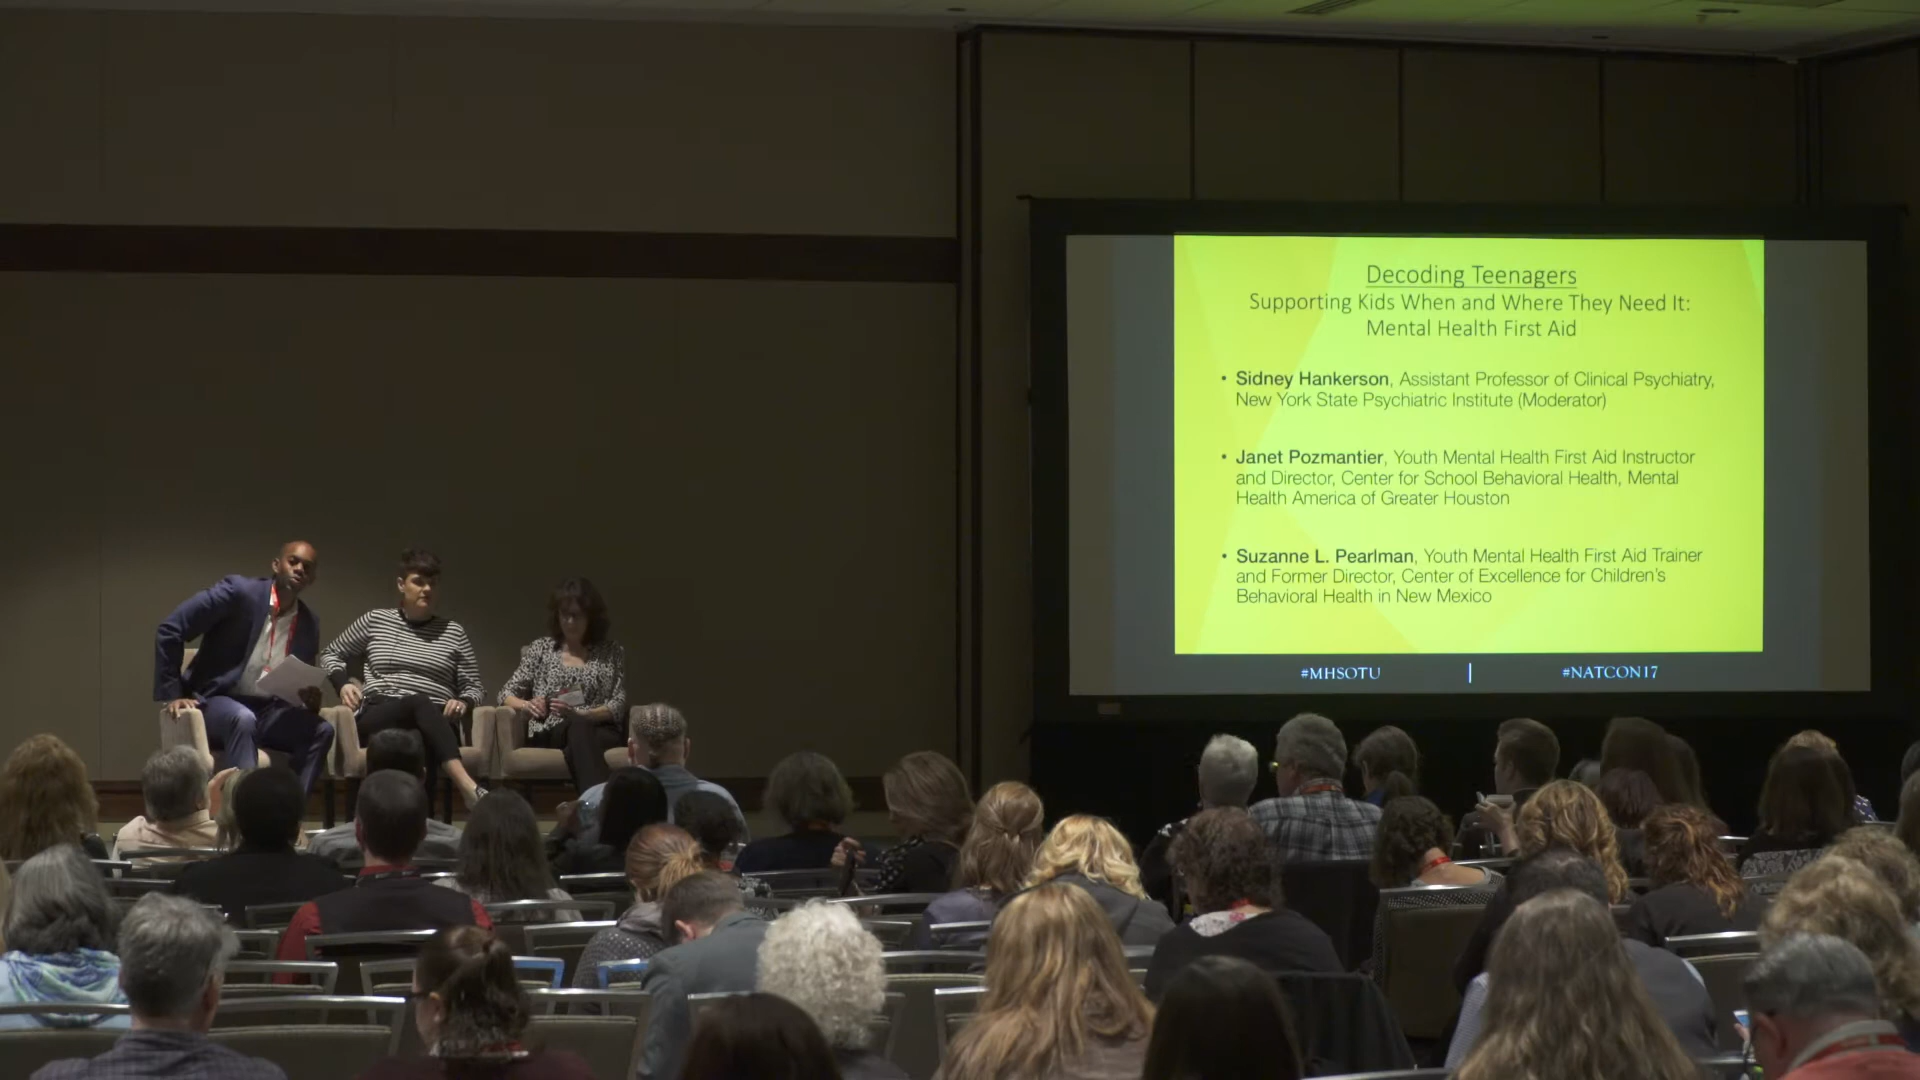 Decoding Teenagers
Supporting Kids When and Where They Need It:
Mental Health First Aid
• Sidney Hankerson, Assistant Professor of Clinical Psychiatry,
New York State Psychiatric Institute (Moderator)
• Janet Pozmantier, Youth Mental Health First Aid Instructor
and Director, Center for School Behavioral Health, Mental
Health America of Greater Houston
• Suzanne L. Pearlman, Youth Mental Health First Aid Trainer
and Former Director, Center of Excellence for Children's
Behavioral Health in New Mexico
#MHSOTU | #NATCON17